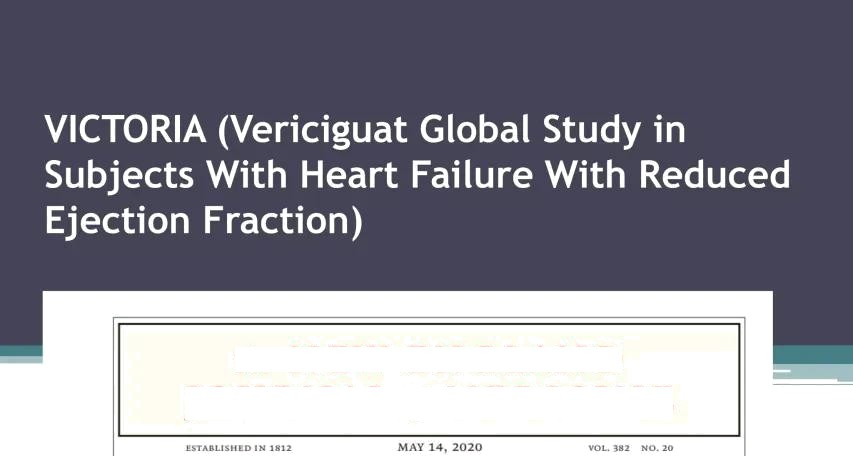 VICTORIA (Vericiguat Global Study in
Subjects With Heart Failure With Reduced
Ejection Fraction)
ESTABLISHED IN 1812 MAY 14, 2020 VOL. 382 NO. 20